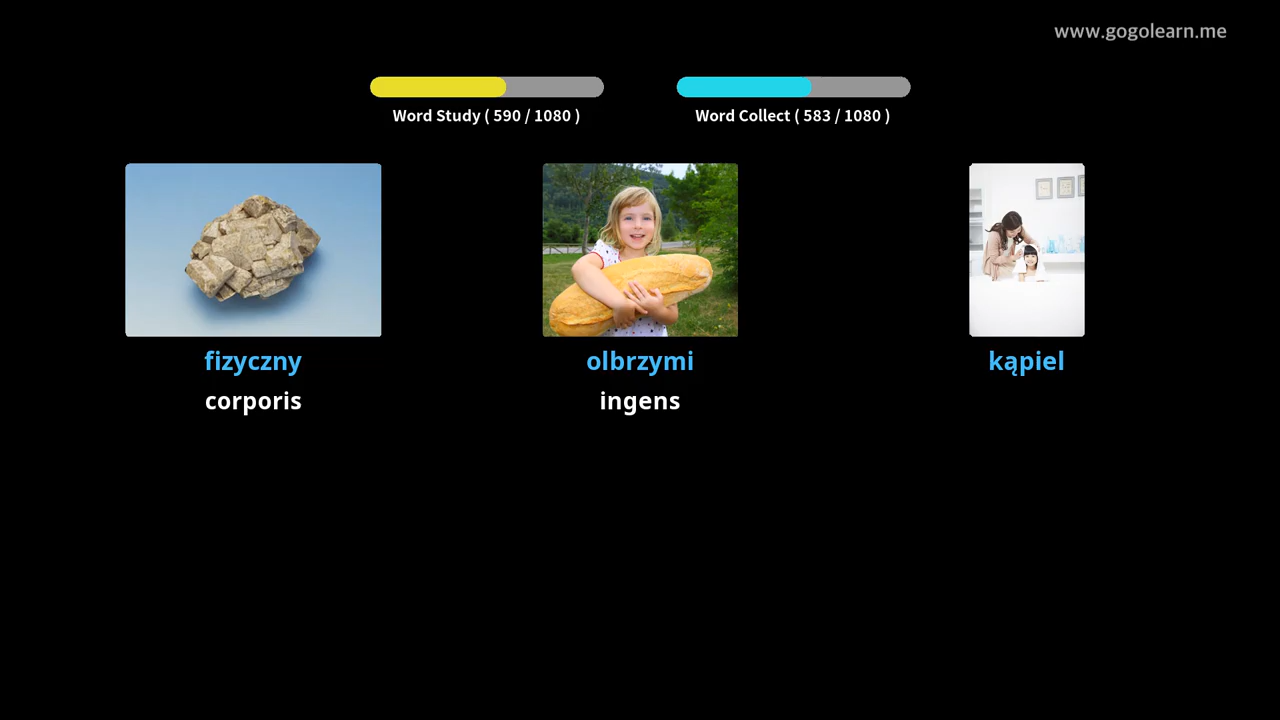 www.gogolearn.me
Word Study ( 590 / 1080 )
Word Collect ( 583 / 1080 )
fizyczny
corporis
olbrzymi
ingens
kąpiel